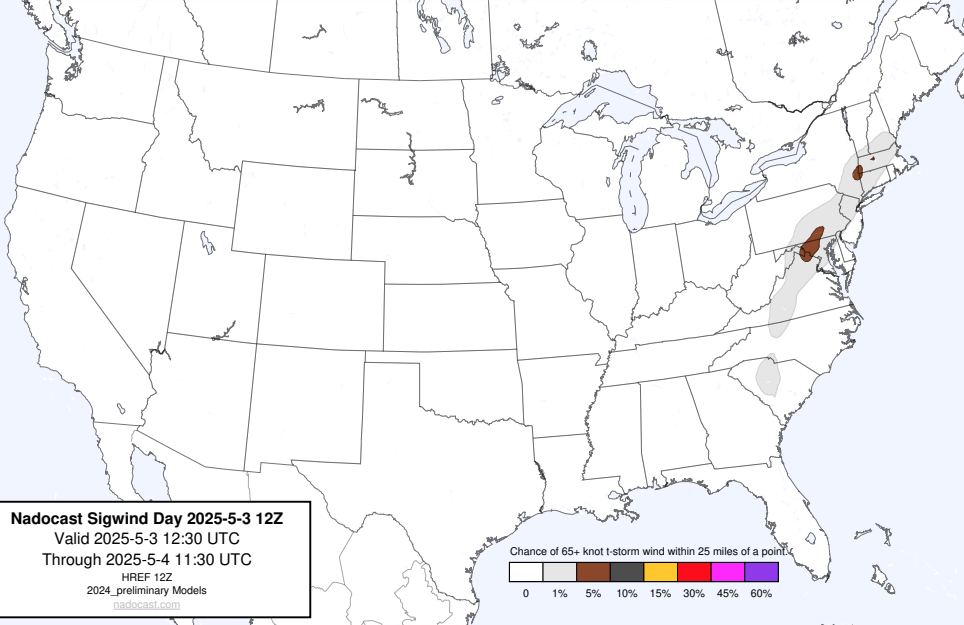 Nadocast Sigwind Day 2025-5-3 12Z
Valid 2025-5-3 12:30 UTC
Through 2025-5-4 11:30 UTC
HREF 12Z
2024_preliminary Models
nadocast.com
Chance of 65+ knot t-storm wind within 25 miles of a point.
0 1% 5% 10% 15% 30% 45% 60%